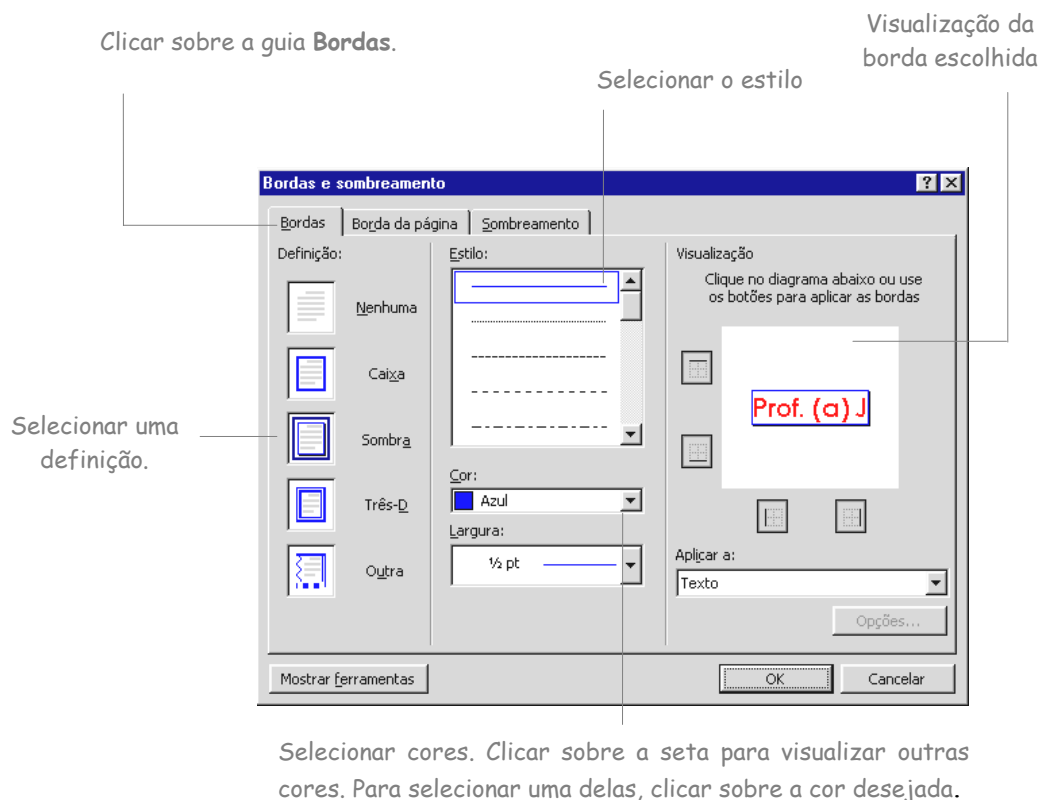 Visualização da
borda escolhida
Clicar sobre a guia Bordas.
Selecionar o estilo
Bordas e sombreamento
Bordas
Borda da página
Sombreamento
Definição:
Nenhuma
Caixa
Sombra
Três-D
Outra
Selecionar uma
definição.
Estilo:
Cor:
Azul
Largura:
½ pt
Visualização
Clique no diagrama abaixo ou use
os botões para aplicar as bordas
Prof. (a) J
Aplicar a:
Texto
Opções...
Mostrar ferramentas
OK
Cancelar
Selecionar cores. Clicar sobre a seta para visualizar outras
cores. Para selecionar uma delas, clicar sobre a cor desejada.